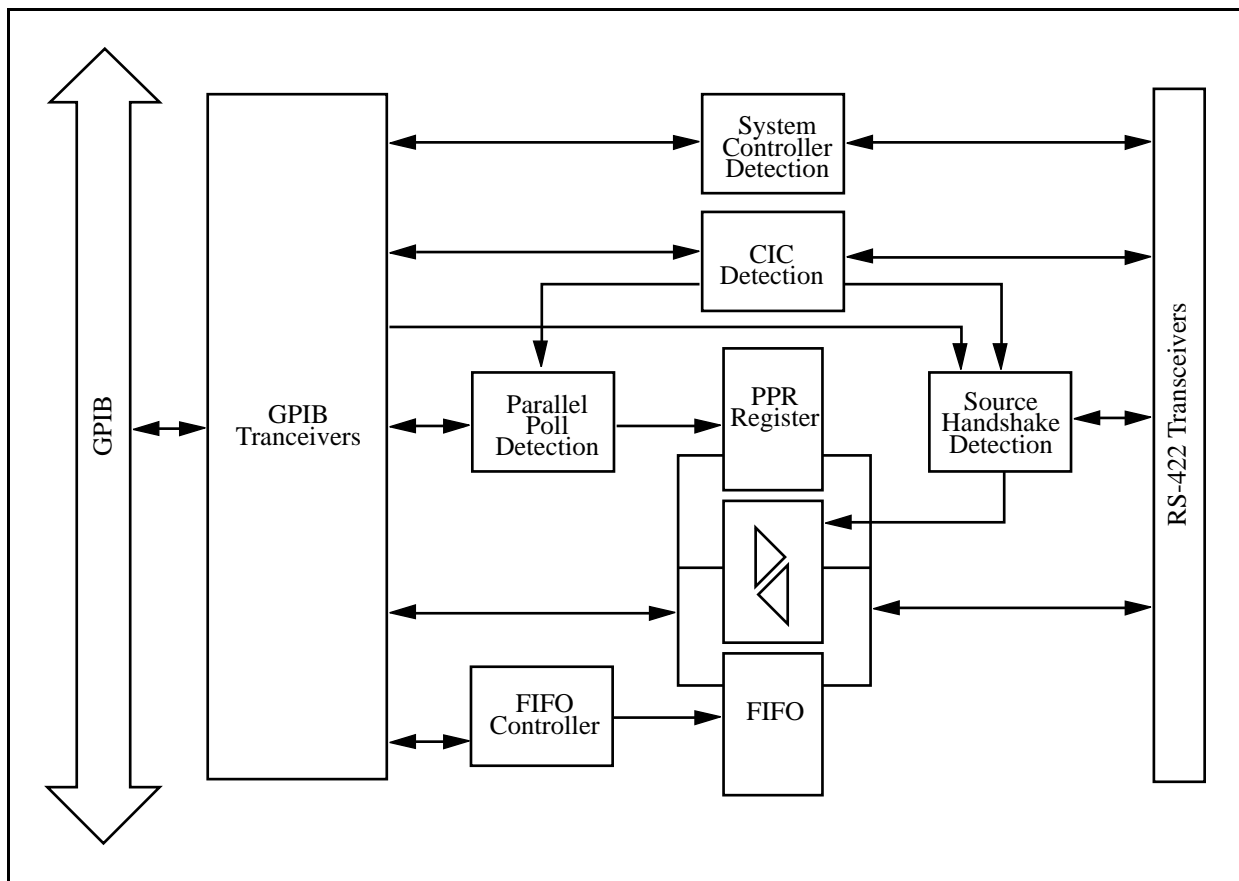 System
Controller
Detection
CIC
Detection
GPIB
GPIB
Tranceivers
Parallel
Poll
Detection
PPR
Register
Source
Handshake
Detection
RS-422 Transceivers
FIFO
Controller
FIFO